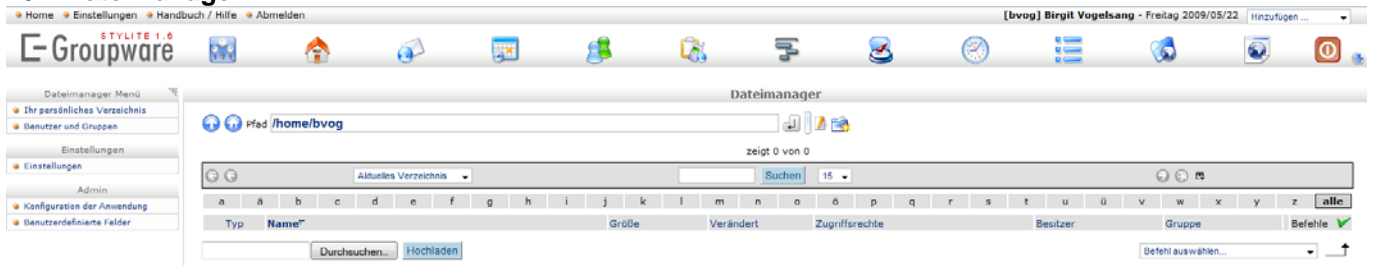 Home Einstellungen Handbuch / Hilfe Abmelden [bvog] Birgit Vogelsang - Freitag 2009/05/22 Hinzufügen ...
STYLITE 1.6
E-Groupware
Dateimanager Menü
Dateimanager
Ihr persönliches Verzeichnis
Benutzer und Gruppen
Pfad /home/bvog
Einstellungen
zeigt 0 von 0
Einstellungen
Aktuelles Verzeichnis Suchen 15
Admin
Konfiguration der Anwendung
a ä b c d e f g h i j k l m n o ö p q r s t u ü v w x y z alle
Benutzerdefinierte Felder
Typ Name Größe Verändert Zugriffsrechte Besitzer Gruppe Befehle
Durchsuchen... Hochladen Befehl auswählen...